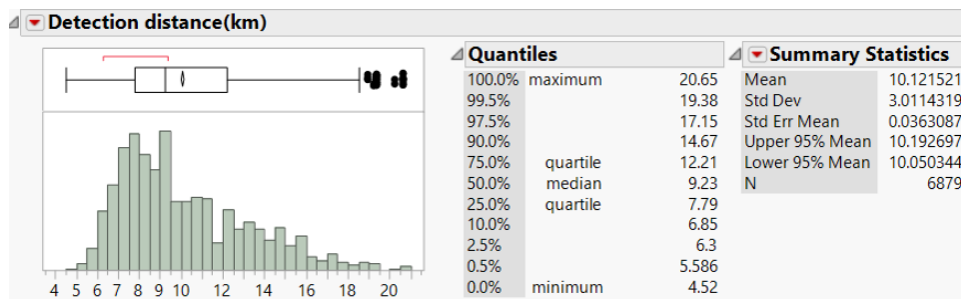 Detection distance(km)
4 5 6 7 8 9 10 12 14 16 18 20
Quantiles
100.0% maximum 20.65
99.5% 19.38
97.5% 17.15
90.0% 14.67
75.0% quartile 12.21
50.0% median 9.23
25.0% quartile 7.79
10.0% 6.85
2.5% 6.3
0.5% 5.586
0.0% minimum 4.52
Summary Statistics
Mean 10.121521
Std Dev 3.0114319
Std Err Mean 0.0363087
Upper 95% Mean 10.192697
Lower 95% Mean 10.050344
N 6879